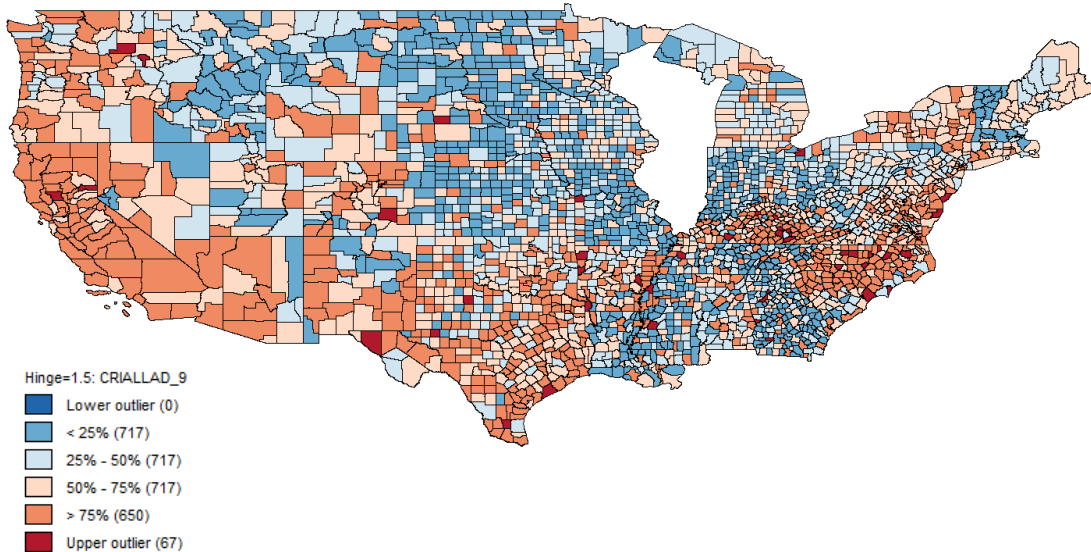 Hinge=1.5: CRIALLAD_9
Lower outlier (0)
< 25% (717)
25% - 50% (717)
50% - 75% (717)
> 75% (650)
Upper outlier (67)